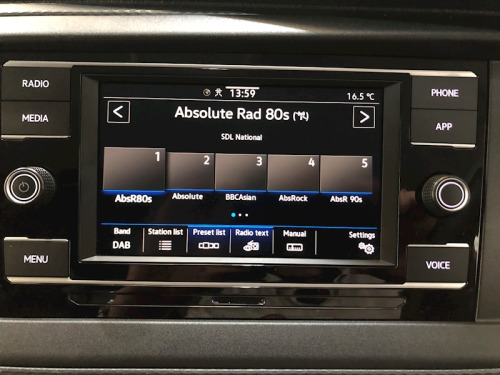 RADIO
MEDIA
MENU
13:59
16.5 °C
< Absolute Rad 80s >
SDL National
1 2 3 4 5
AbsR80s Absolute BBCAsian AbsRock AbsR 90s
Band Station list Preset list Radio text Manual Settings
DAB
PHONE
APP
VOICE